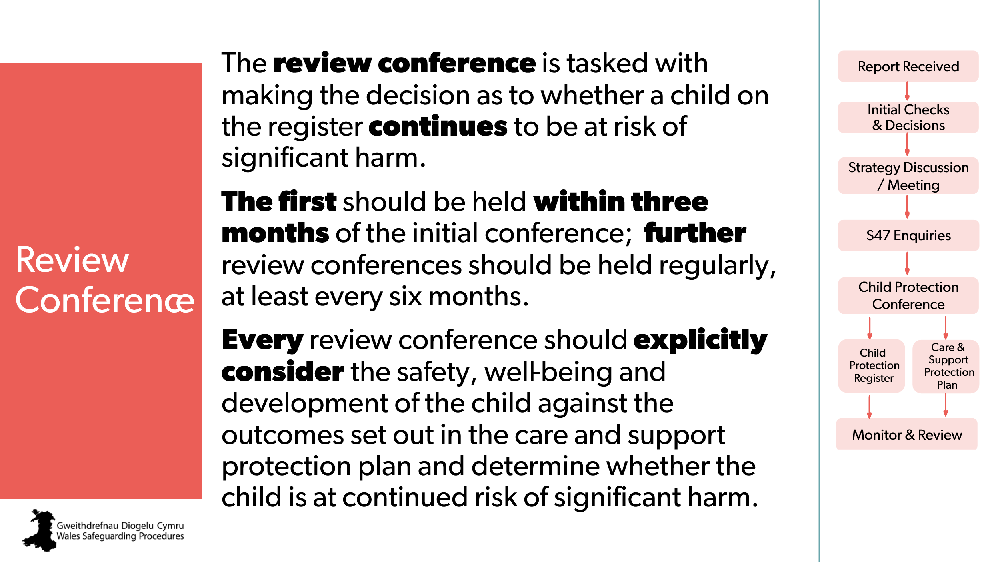 Review
Conference
The review conference is tasked with
making the decision as to whether a child on
the register continues to be at risk of
significant harm.
The first should be held within three
months of the initial conference; further
review conferences should be held regularly,
at least every six months.
Every review conference should explicitly
consider the safety, well-being and
development of the child against the
outcomes set out in the care and support
protection plan and determine whether the
child is at continued risk of significant harm.
Report Received
Initial Checks
& Decisions
Strategy Discussion
/ Meeting
S47 Enquiries
Child Protection
Conference
Child
Protection
Register
Care &
Support
Protection
Plan
Monitor & Review
Gweithdrefnau Diogelu Cymru
Wales Safeguarding Procedures